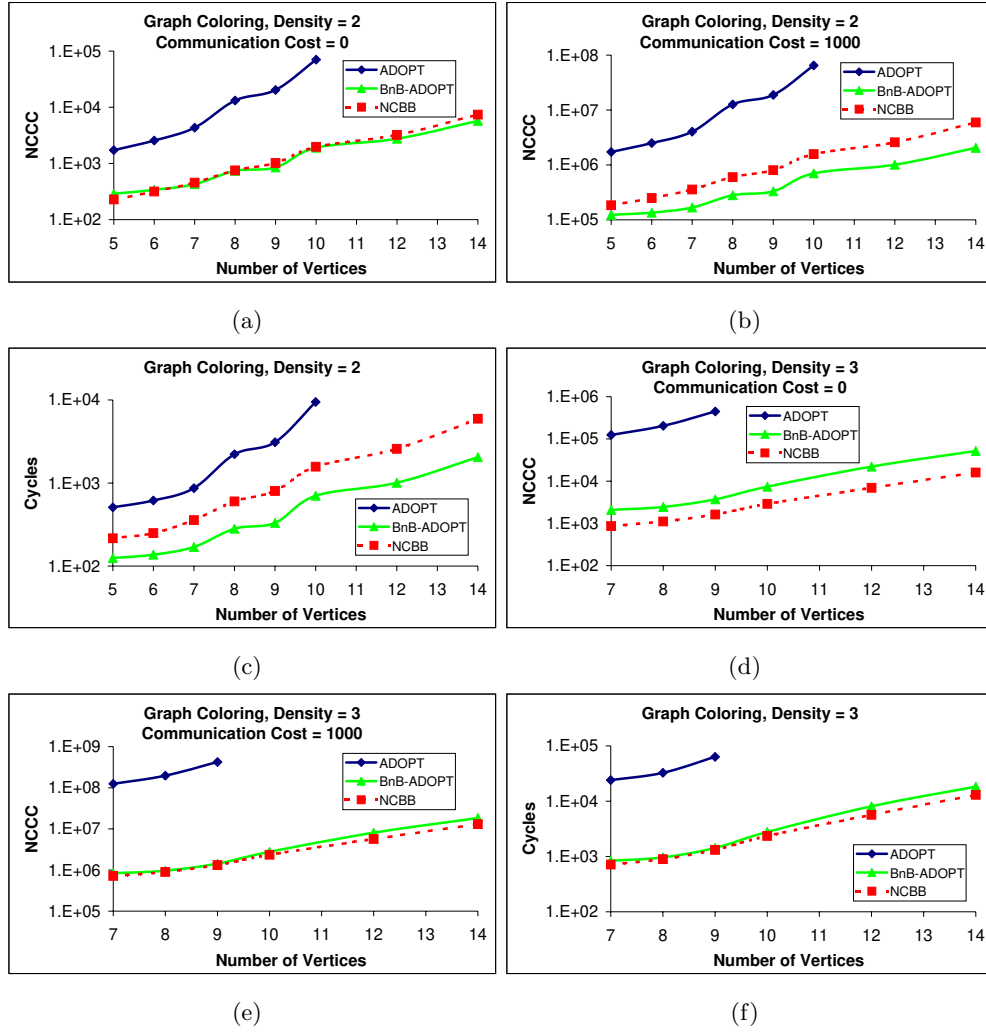 Graph Coloring, Density = 2
Communication Cost = 0
1.E+05
1.E+04
1.E+03
1.E+02
NCCC
ADOPT
BnB-ADOPT
NCBB
5 6 7 8 9 10 11 12 13 14
Number of Vertices
(a)
Graph Coloring, Density = 2
Communication Cost = 1000
1.E+08
1.E+07
1.E+06
1.E+05
NCCC
ADOPT
BnB-ADOPT
NCBB
5 6 7 8 9 10 11 12 13 14
Number of Vertices
(b)
Graph Coloring, Density = 2
1.E+04
1.E+03
1.E+02
Cycles
ADOPT
BnB-ADOPT
NCBB
5 6 7 8 9 10 11 12 13 14
Number of Vertices
(c)
Graph Coloring, Density = 3
Communication Cost = 0
1.E+06
1.E+05
1.E+04
1.E+03
1.E+02
NCCC
ADOPT
BnB-ADOPT
NCBB
7 8 9 10 11 12 13 14
Number of Vertices
(d)
Graph Coloring, Density = 3
Communication Cost = 1000
1.E+09
1.E+08
1.E+07
1.E+06
1.E+05
NCCC
ADOPT
BnB-ADOPT
NCBB
7 8 9 10 11 12 13 14
Number of Vertices
(e)
Graph Coloring, Density = 3
1.E+05
1.E+04
1.E+03
1.E+02
Cycles
ADOPT
BnB-ADOPT
NCBB
7 8 9 10 11 12 13 14
Number of Vertices
(f)